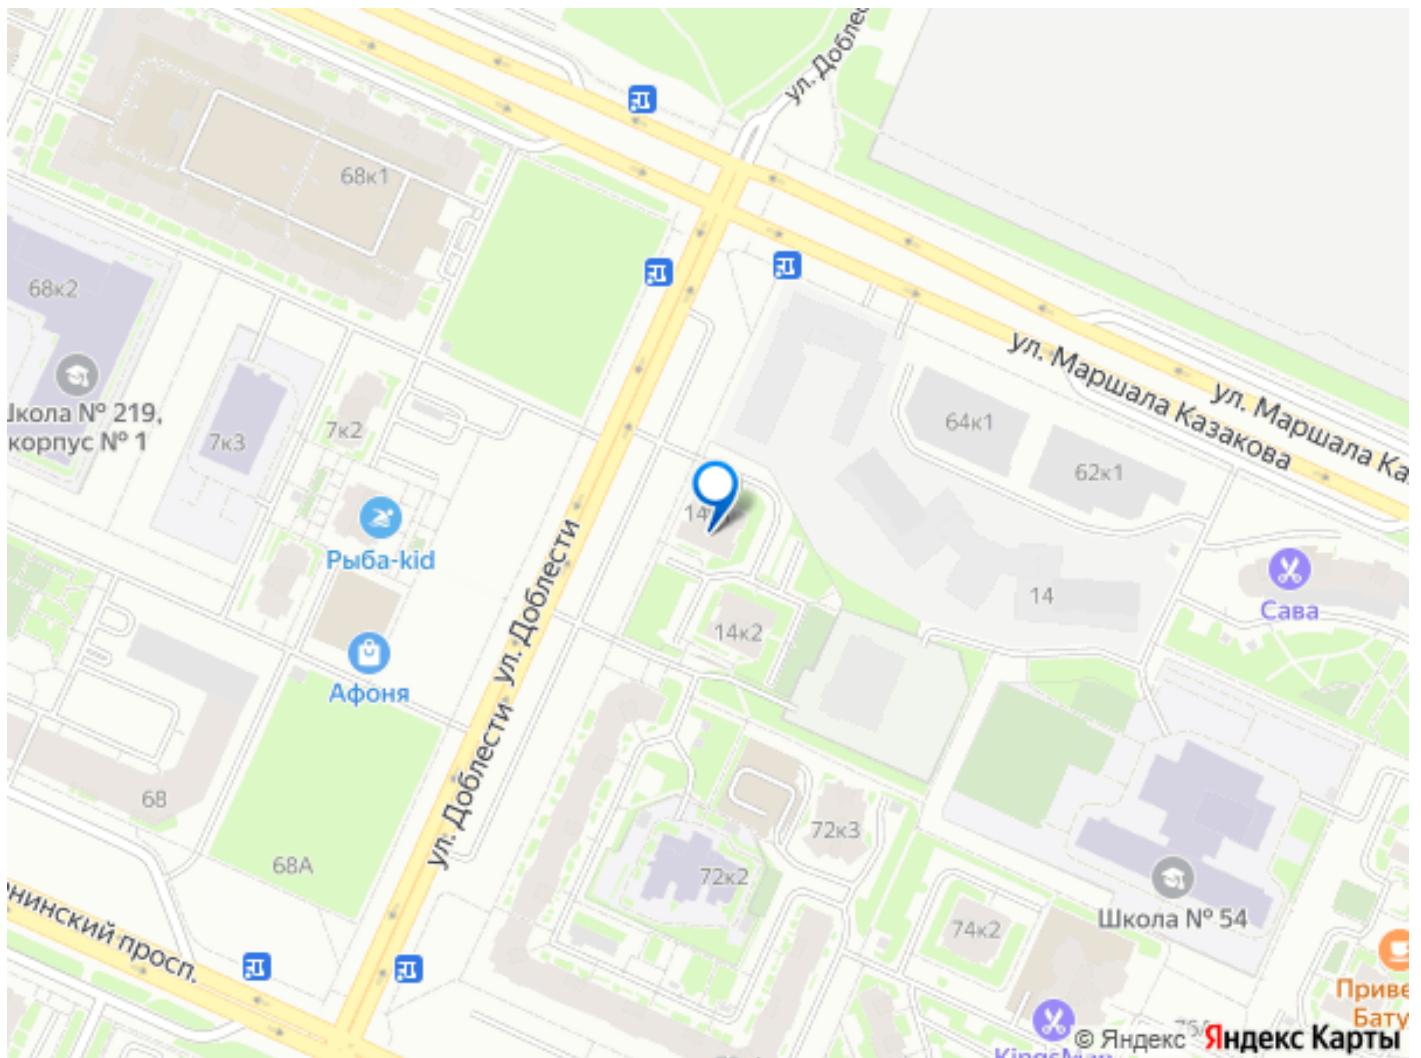 ул. Доблес
68к1
68к2
ул. Маршала Казакова
ул. Маршала Ка
Школа № 219,
корпус № 1
7к3
7к2
64к1
62к1
14
Рыба-kid
ул. Доблести
14
Сава
14к2
Афоня
ул. Доблести
68
72к3
68А
72к2
Школа № 54
74к2
нинский просп.
Приве
Бату
© Яндекс
Яндекс Карты